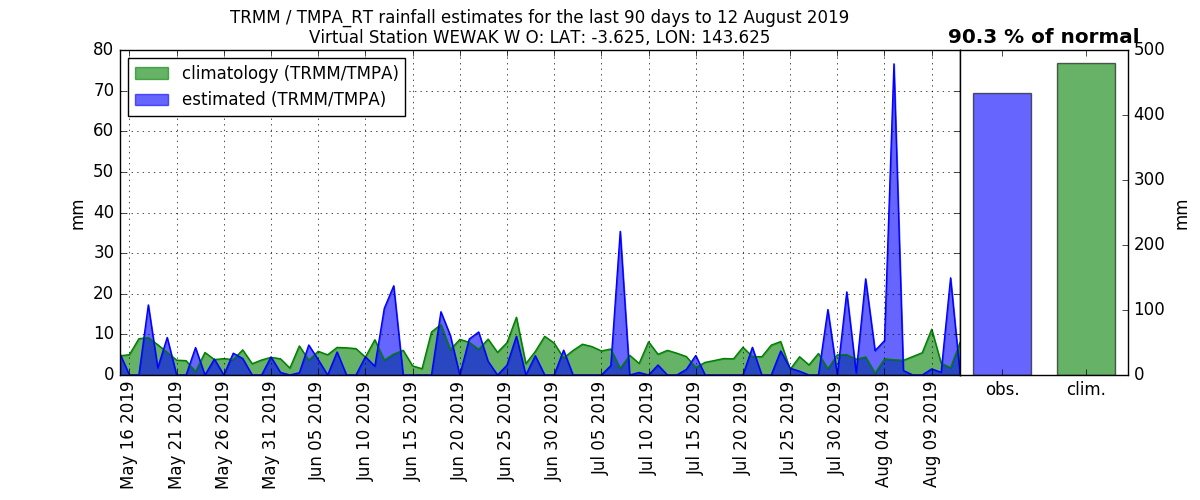 TRMM / TMPA_RT rainfall estimates for the last 90 days to 12 August 2019
Virtual Station WEWAK W O: LAT: -3.625, LON: 143.625
90.3 % of normal
climatology (TRMM/TMPA)
estimated (TRMM/TMPA)
mm
80
70
60
50
40
30
20
10
0
May 16 2019
May 21 2019
May 26 2019
May 31 2019
Jun 05 2019
Jun 10 2019
Jun 15 2019
Jun 20 2019
Jun 25 2019
Jun 30 2019
Jul 05 2019
Jul 10 2019
Jul 15 2019
Jul 20 2019
Jul 25 2019
Jul 30 2019
Aug 04 2019
Aug 09 2019
obs.
clim.
500
400
300
200
100
0
mm